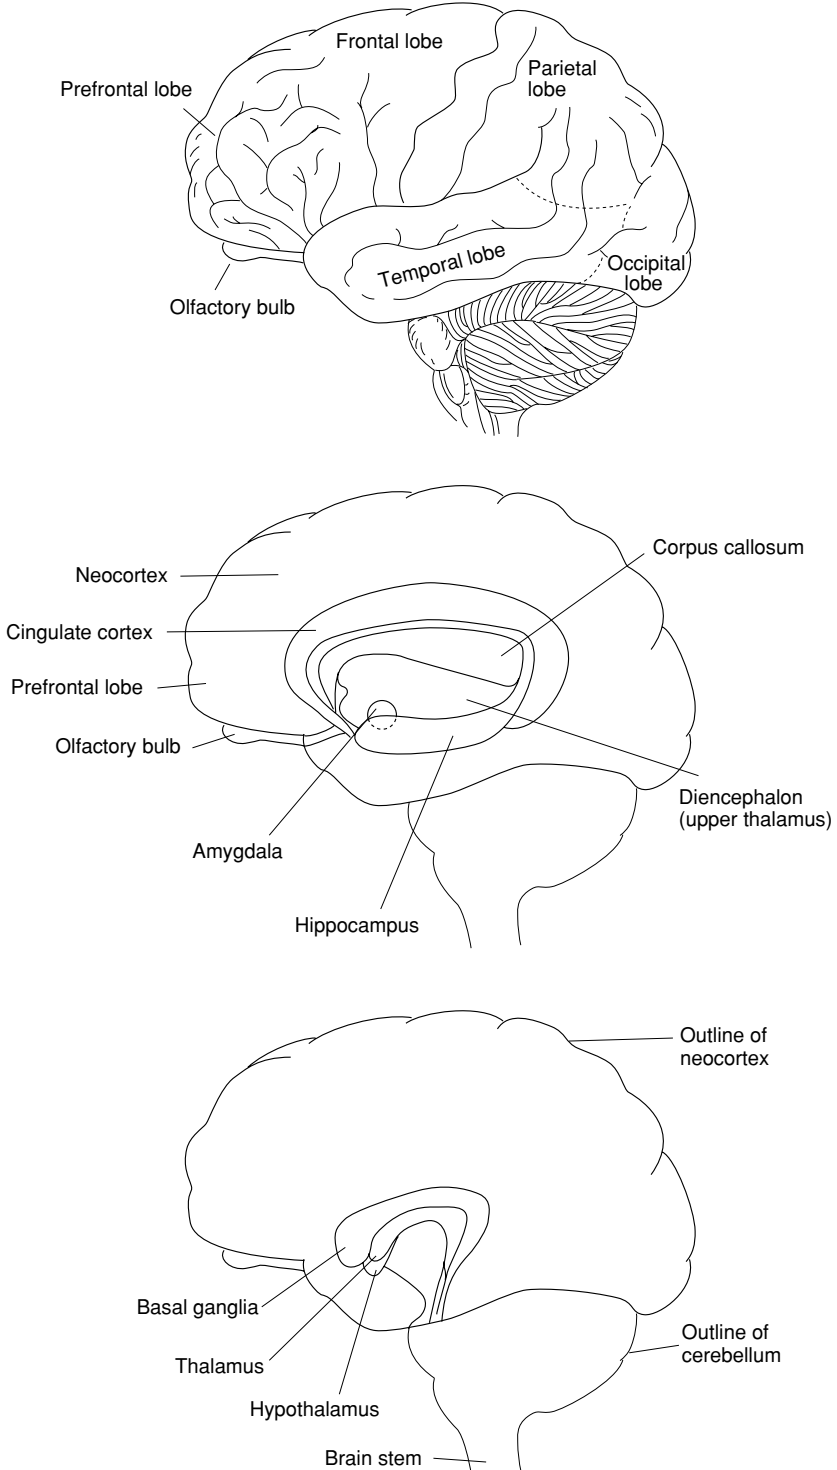 Frontal lobe
Parietal
lobe
Prefrontal lobe
Temporal lobe
Occipital
lobe
Olfactory bulb
Corpus callosum
Neocortex
Cingulate cortex
Prefrontal lobe
Olfactory bulb
Diencephalon
(upper thalamus)
Amygdala
Hippocampus
Outline of
neocortex
Basal ganglia
Outline of
cerebellum
Thalamus
Hypothalamus
Brain stem